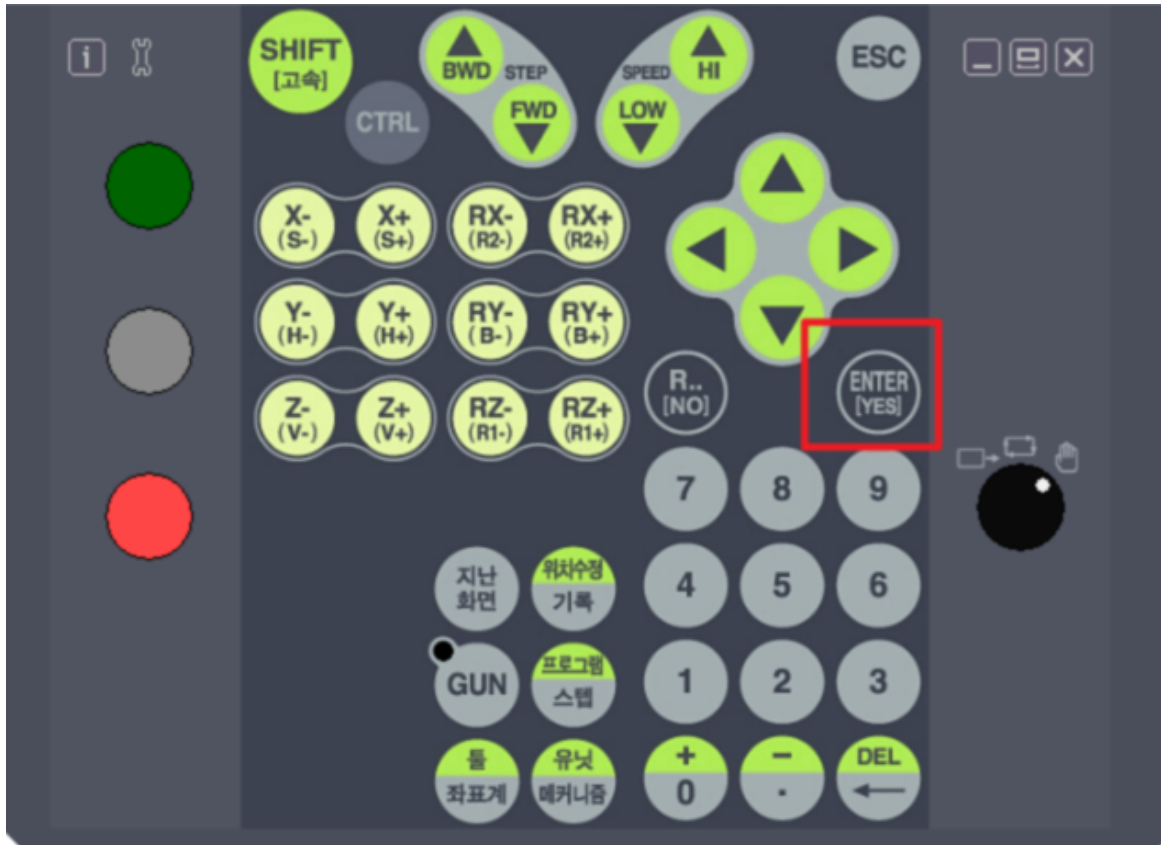 i
SHIFT
[고속]
CTRL
BWD
STEP
FWD
SPEED
HI
LOW
ESC
X-
(S-)
X+
(S+)
RX-
(R2-)
RX+
(R2+)
Y-
(H-)
Y+
(H+)
RY-
(B-)
RY+
(B+)
Z-
(V-)
Z+
(V+)
RZ-
(R1-)
RZ+
(R1+)
R..
[NO]
ENTER
[YES]
7
8
9
지난
화면
위치수정
기록
4
5
6
GUN
프로그램
스텝
1
2
3
툴
좌표계
유닛
메커니즘
+
0
-
.
DEL